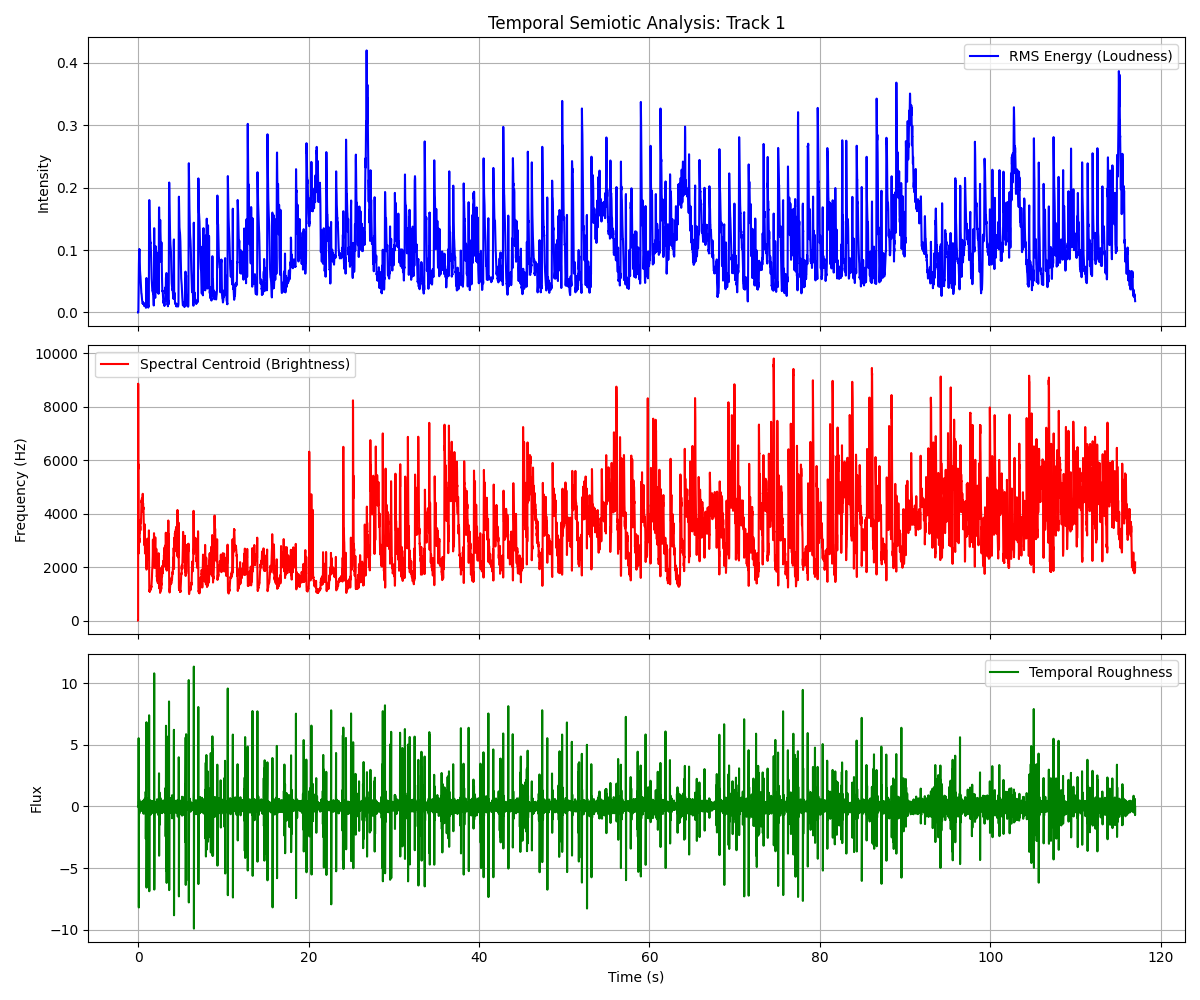 Temporal Semiotic Analysis: Track 1
RMS Energy (Loudness)
Intensity
0.4
0.3
0.2
0.1
0.0
Spectral Centroid (Brightness)
Frequency (Hz)
10000
8000
6000
4000
2000
0
Temporal Roughness
Flux
10
5
0
−5
−10
0 20 40 60 80 100 120
Time (s)